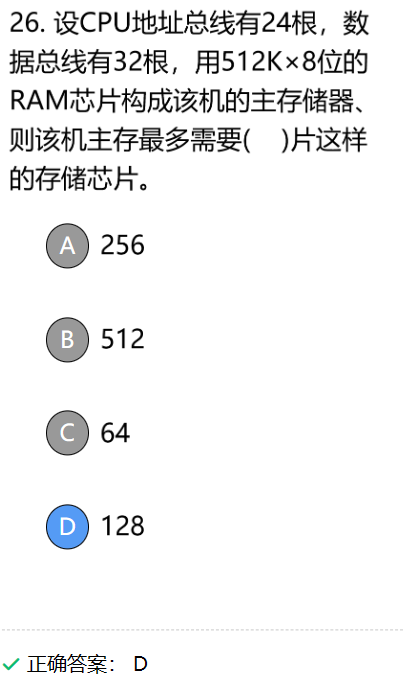 26. 设CPU地址总线有24根，数
据总线有32根，用512K×8位的
RAM芯片构成该机的主存储器、
则该机主存最多需要(　)片这样
的存储芯片。
A 256
B 512
C 64
D 128
正确答案： D